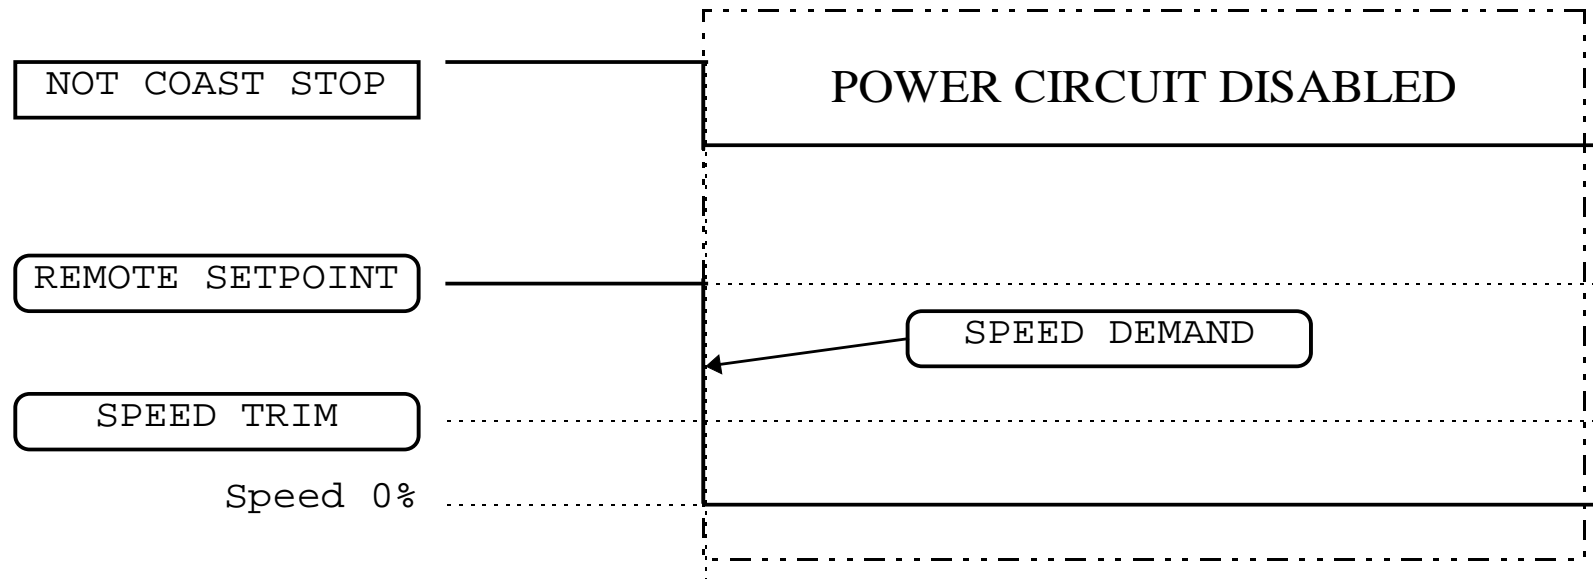 NOT COAST STOP
POWER CIRCUIT DISABLED
REMOTE SETPOINT
SPEED DEMAND
SPEED TRIM
Speed 0%